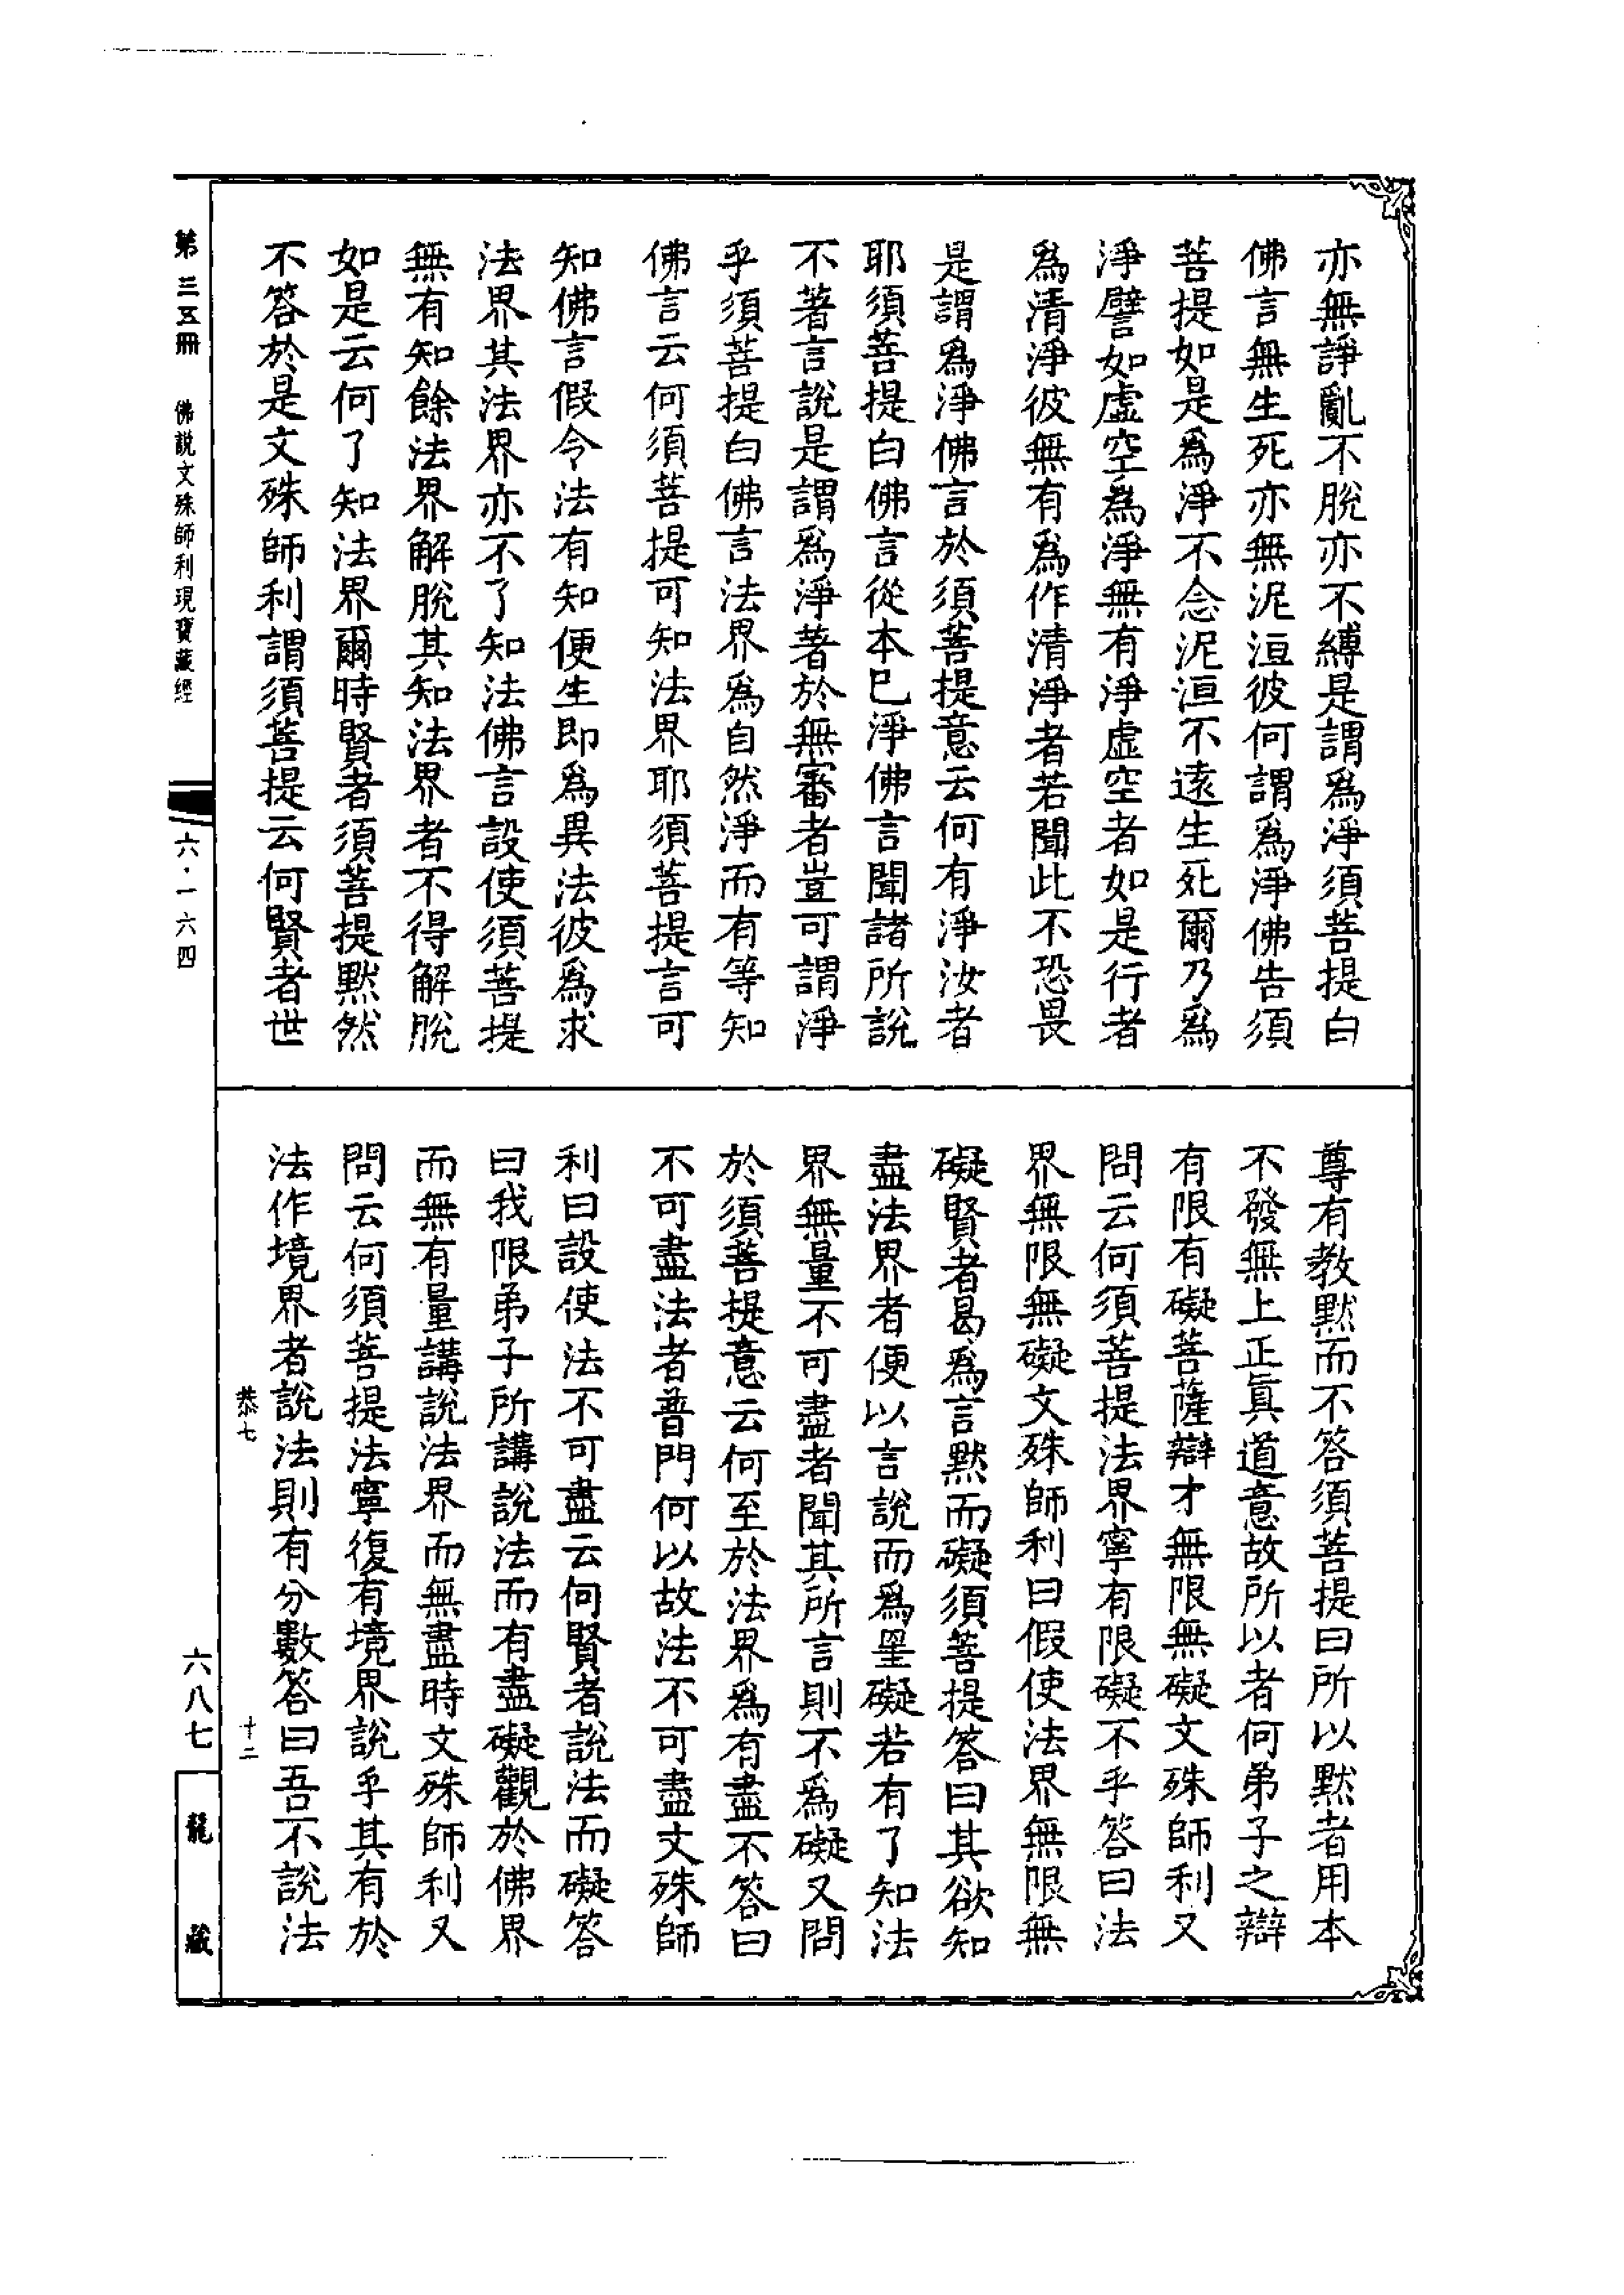 亦無諍亂不脫亦不縛是謂爲淨須菩提白
佛言無生死亦無泥洹彼何謂爲淨佛告須
菩提如是爲淨不念泥洹不遠生死爾乃爲
淨譬如虛空爲淨無有淨虛空者如是行者
爲清淨彼無有爲作清淨者若聞此不恐畏
是謂爲淨佛言於須菩提意云何有淨汝者
耶須菩提白佛言從本已淨佛言聞諸所說
不著言說是謂爲淨著於無審者豈可謂淨
乎須菩提白佛言法界爲自然淨而有等知
佛言云何須菩提可知法界耶須菩提言可
知佛言假令法有知便生即爲異法彼爲求
法界其法界亦不了知法佛言設使須菩提
無有知餘法界解脫其知法界者不得解脫
如是云何了知法界爾時賢者須菩提默然
不答於是文殊師利謂須菩提云何賢者世
尊有教默而不答須菩提曰所以默者用本
不發無上正眞道意故所以者何弟子之辯
有限有礙菩薩辯才無限無礙文殊師利又
問云何須菩提法界寧有限礙不乎答曰法
界無限無礙文殊師利曰假使法界無限無
礙賢者曷爲言默而礙須菩提答曰其欲知
盡法界者便以言說而爲罣礙若有了知法
界無量不可盡者聞其所言則不爲礙又問
於須菩提意云何至於法界爲有盡不答曰
不可盡法者普門何以故法不可盡文殊師
利曰設使法不可盡云何賢者說法而礙答
曰我限弟子所講說法而有盡礙觀於佛界
而無有量講說法界而無盡時文殊師利又
問云何須菩提法寧復有境界說乎其有於
法作境界者說法則有分數答曰吾不說法
恭七
十二
第三五冊
佛說文殊師利現寶藏經
六·一六四
六八七
龍藏